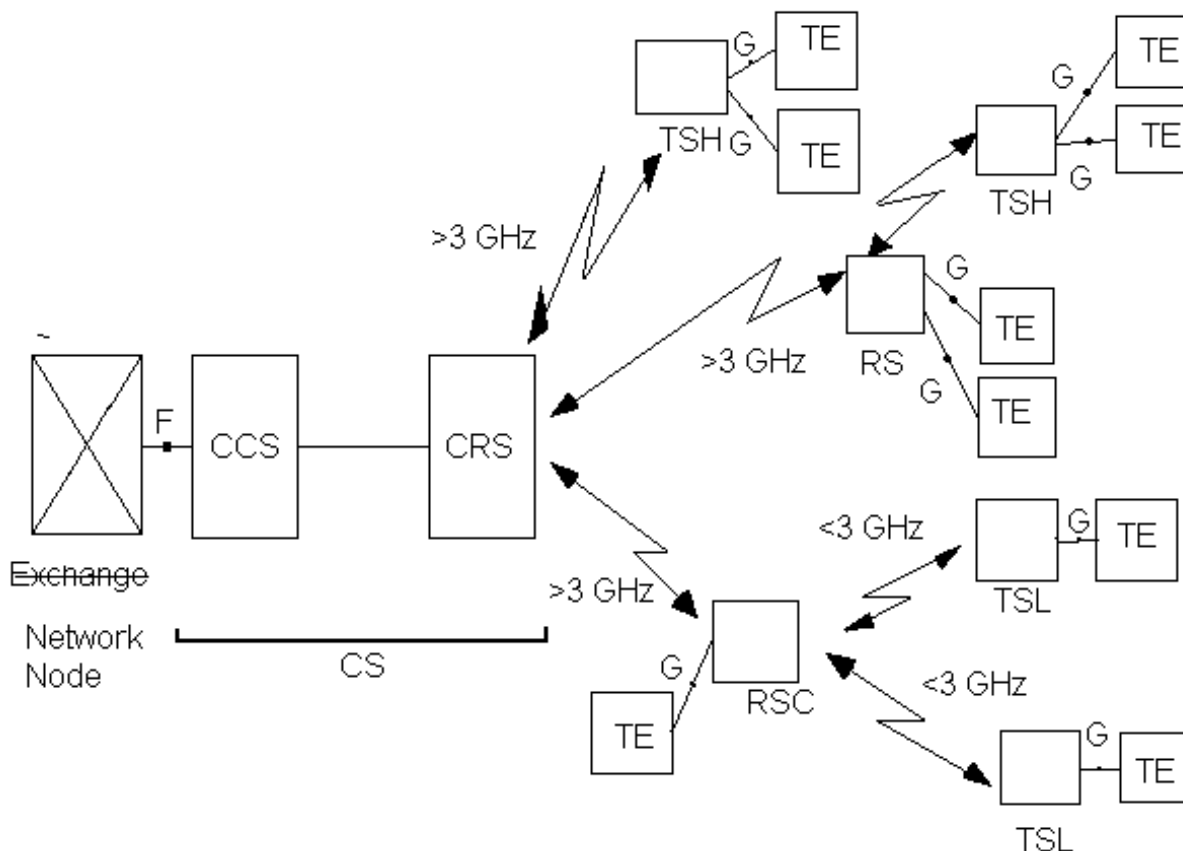 G
TE
TE
G
TSH
G
TE
TE
G
TSH
>3 GHz
G
TE
RS
>3 GHz
G
TE
~
F
CCS
CRS
Exchange
Network
Node
CS
>3 GHz
<3 GHz
G
TE
TSL
G
RSC
<3 GHz
TE
G
TE
TSL